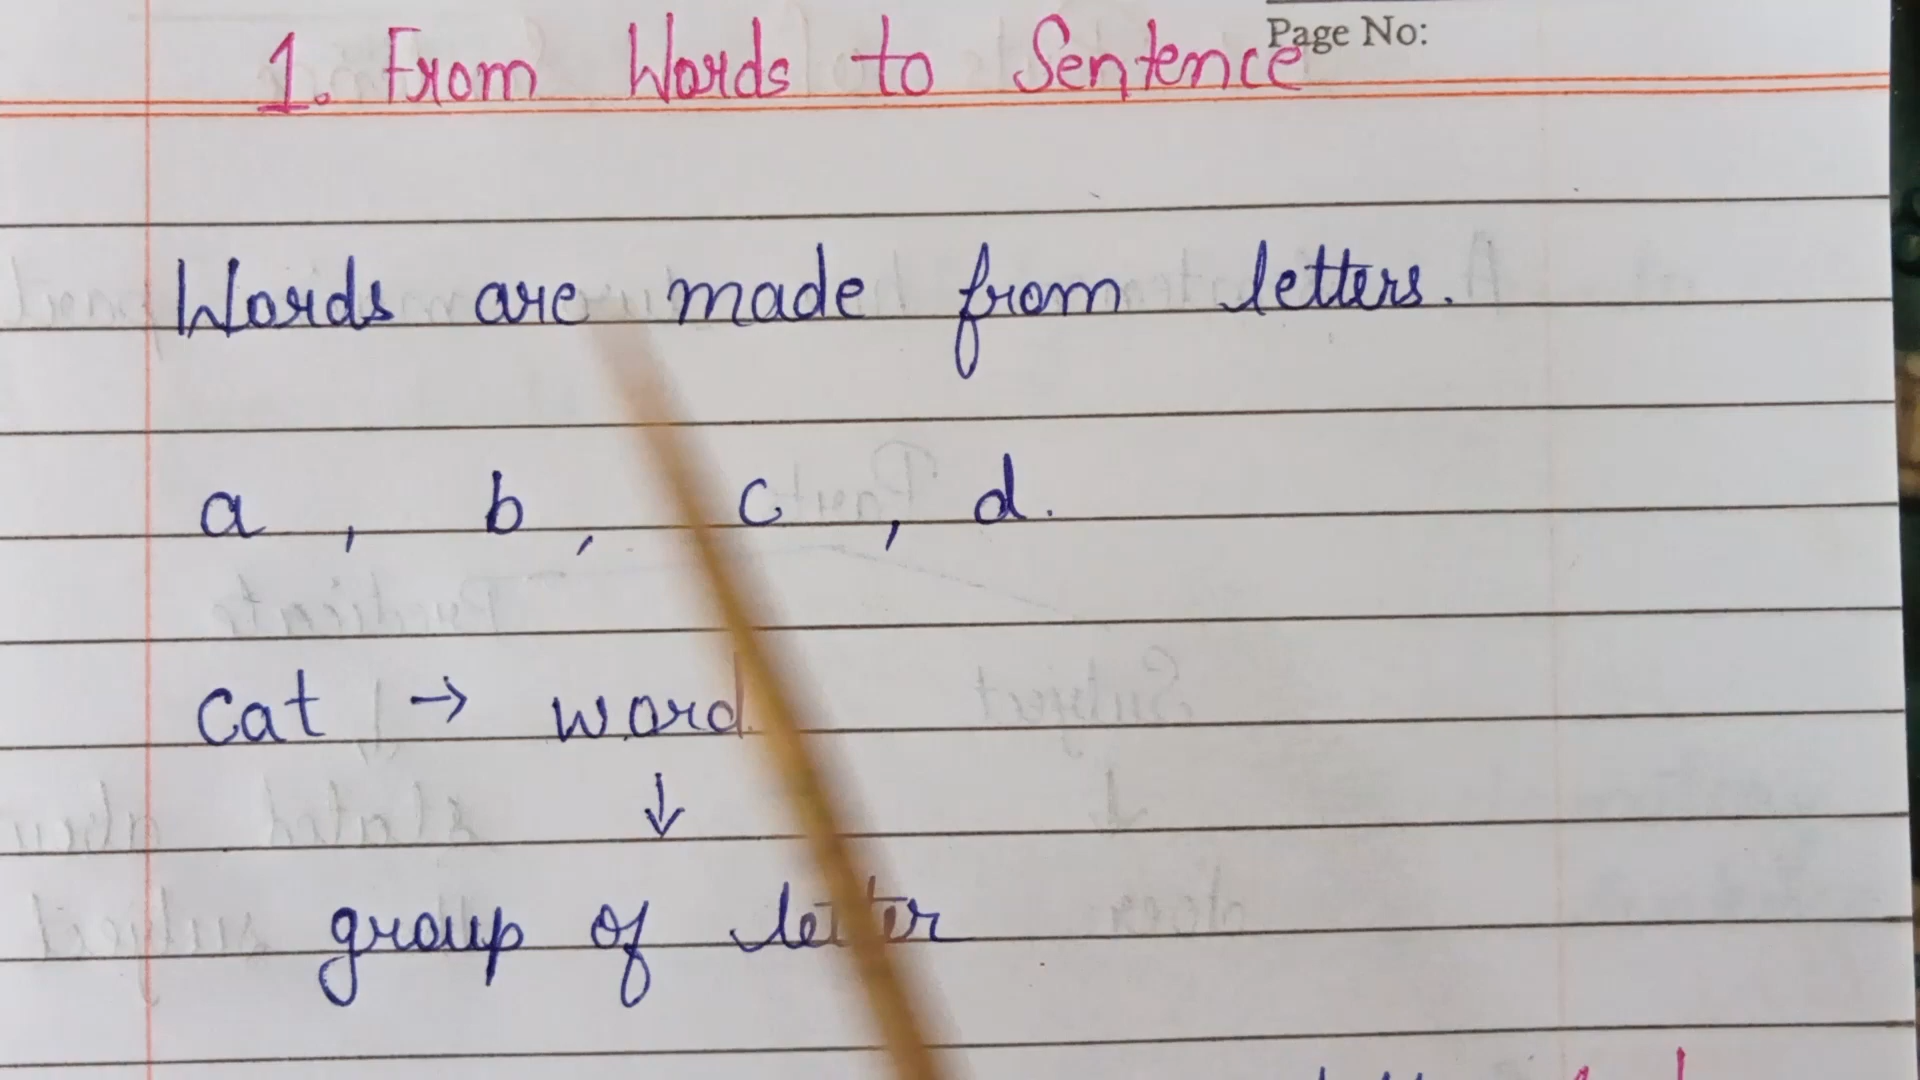 Page No:
1. From Words to Sentence
Words are made from letters.
a , b , c , d.
Cat → word
↓
group of letter